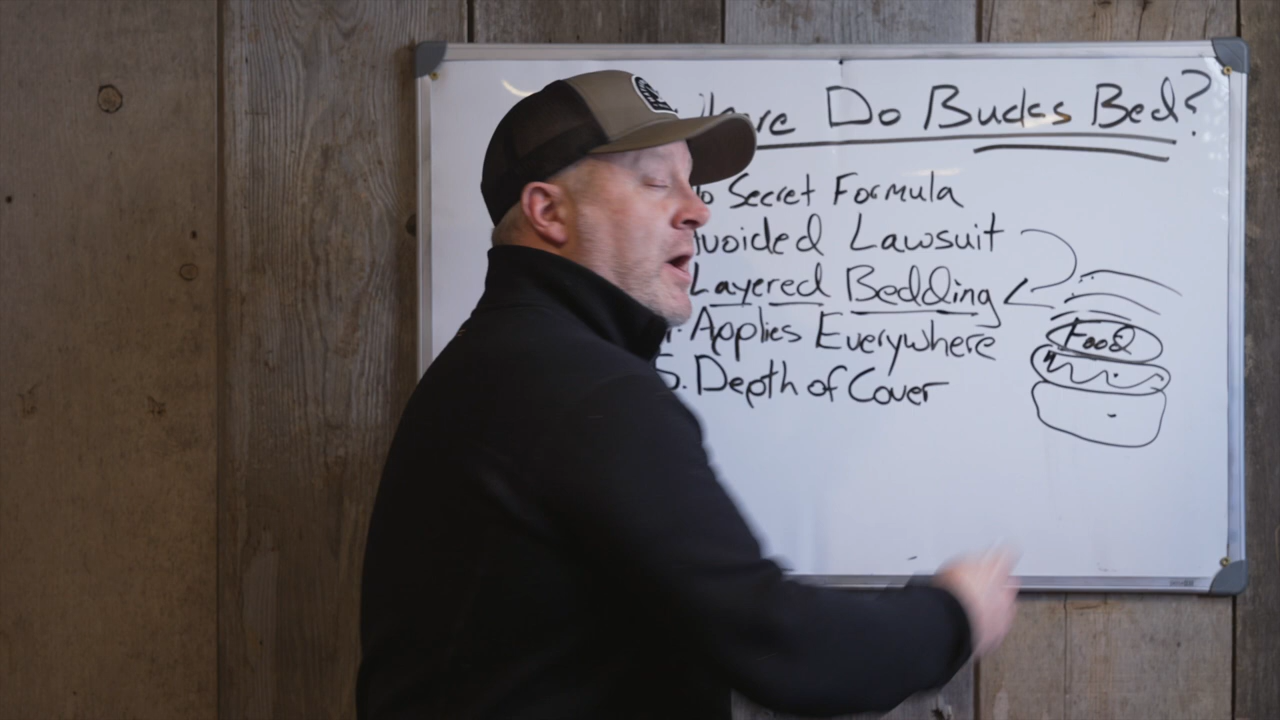 Do Bucks Bed?
Secret Formula
Lawsuit
Layered Bedding
Applies Everywhere
5. Depth of Cover
Food